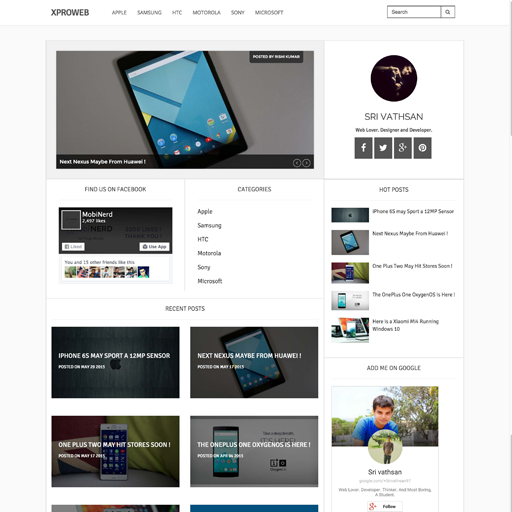 XPROWEB
APPLE
SAMSUNG
HTC
MOTOROLA
SONY
MICROSOFT
Search
POSTED BY RISHI KUMAR
Next Nexus Maybe From Huawei !
SRI VATHSAN
Web Lover. Designer and Developer.
FIND US ON FACEBOOK
MobiNerd
2,497 likes
Liked
Use App
You and 15 other friends like this
CATEGORIES
Apple
Samsung
HTC
Motorola
Sony
Microsoft
HOT POSTS
iPhone 6S may Sport a 12MP Sensor
Next Nexus Maybe From Huawei !
One Plus Two May Hit Stores Soon !
The OnePlus One OxygenOS is Here !
Here is a Xiaomi Mi4 Running
Windows 10
RECENT POSTS
IPHONE 6S MAY SPORT A 12MP SENSOR
POSTED ON MAY 29 2015
NEXT NEXUS MAYBE FROM HUAWEI !
POSTED ON MAY 17 2015
ONE PLUS TWO MAY HIT STORES SOON !
POSTED ON MAY 17 2015
THE ONEPLUS ONE OXYGENOS IS HERE !
POSTED ON APR 04 2015
ADD ME ON GOOGLE
Sri vathsan
Web Lover. Developer. Thinker. And Most Boring,
A Student.
Follow